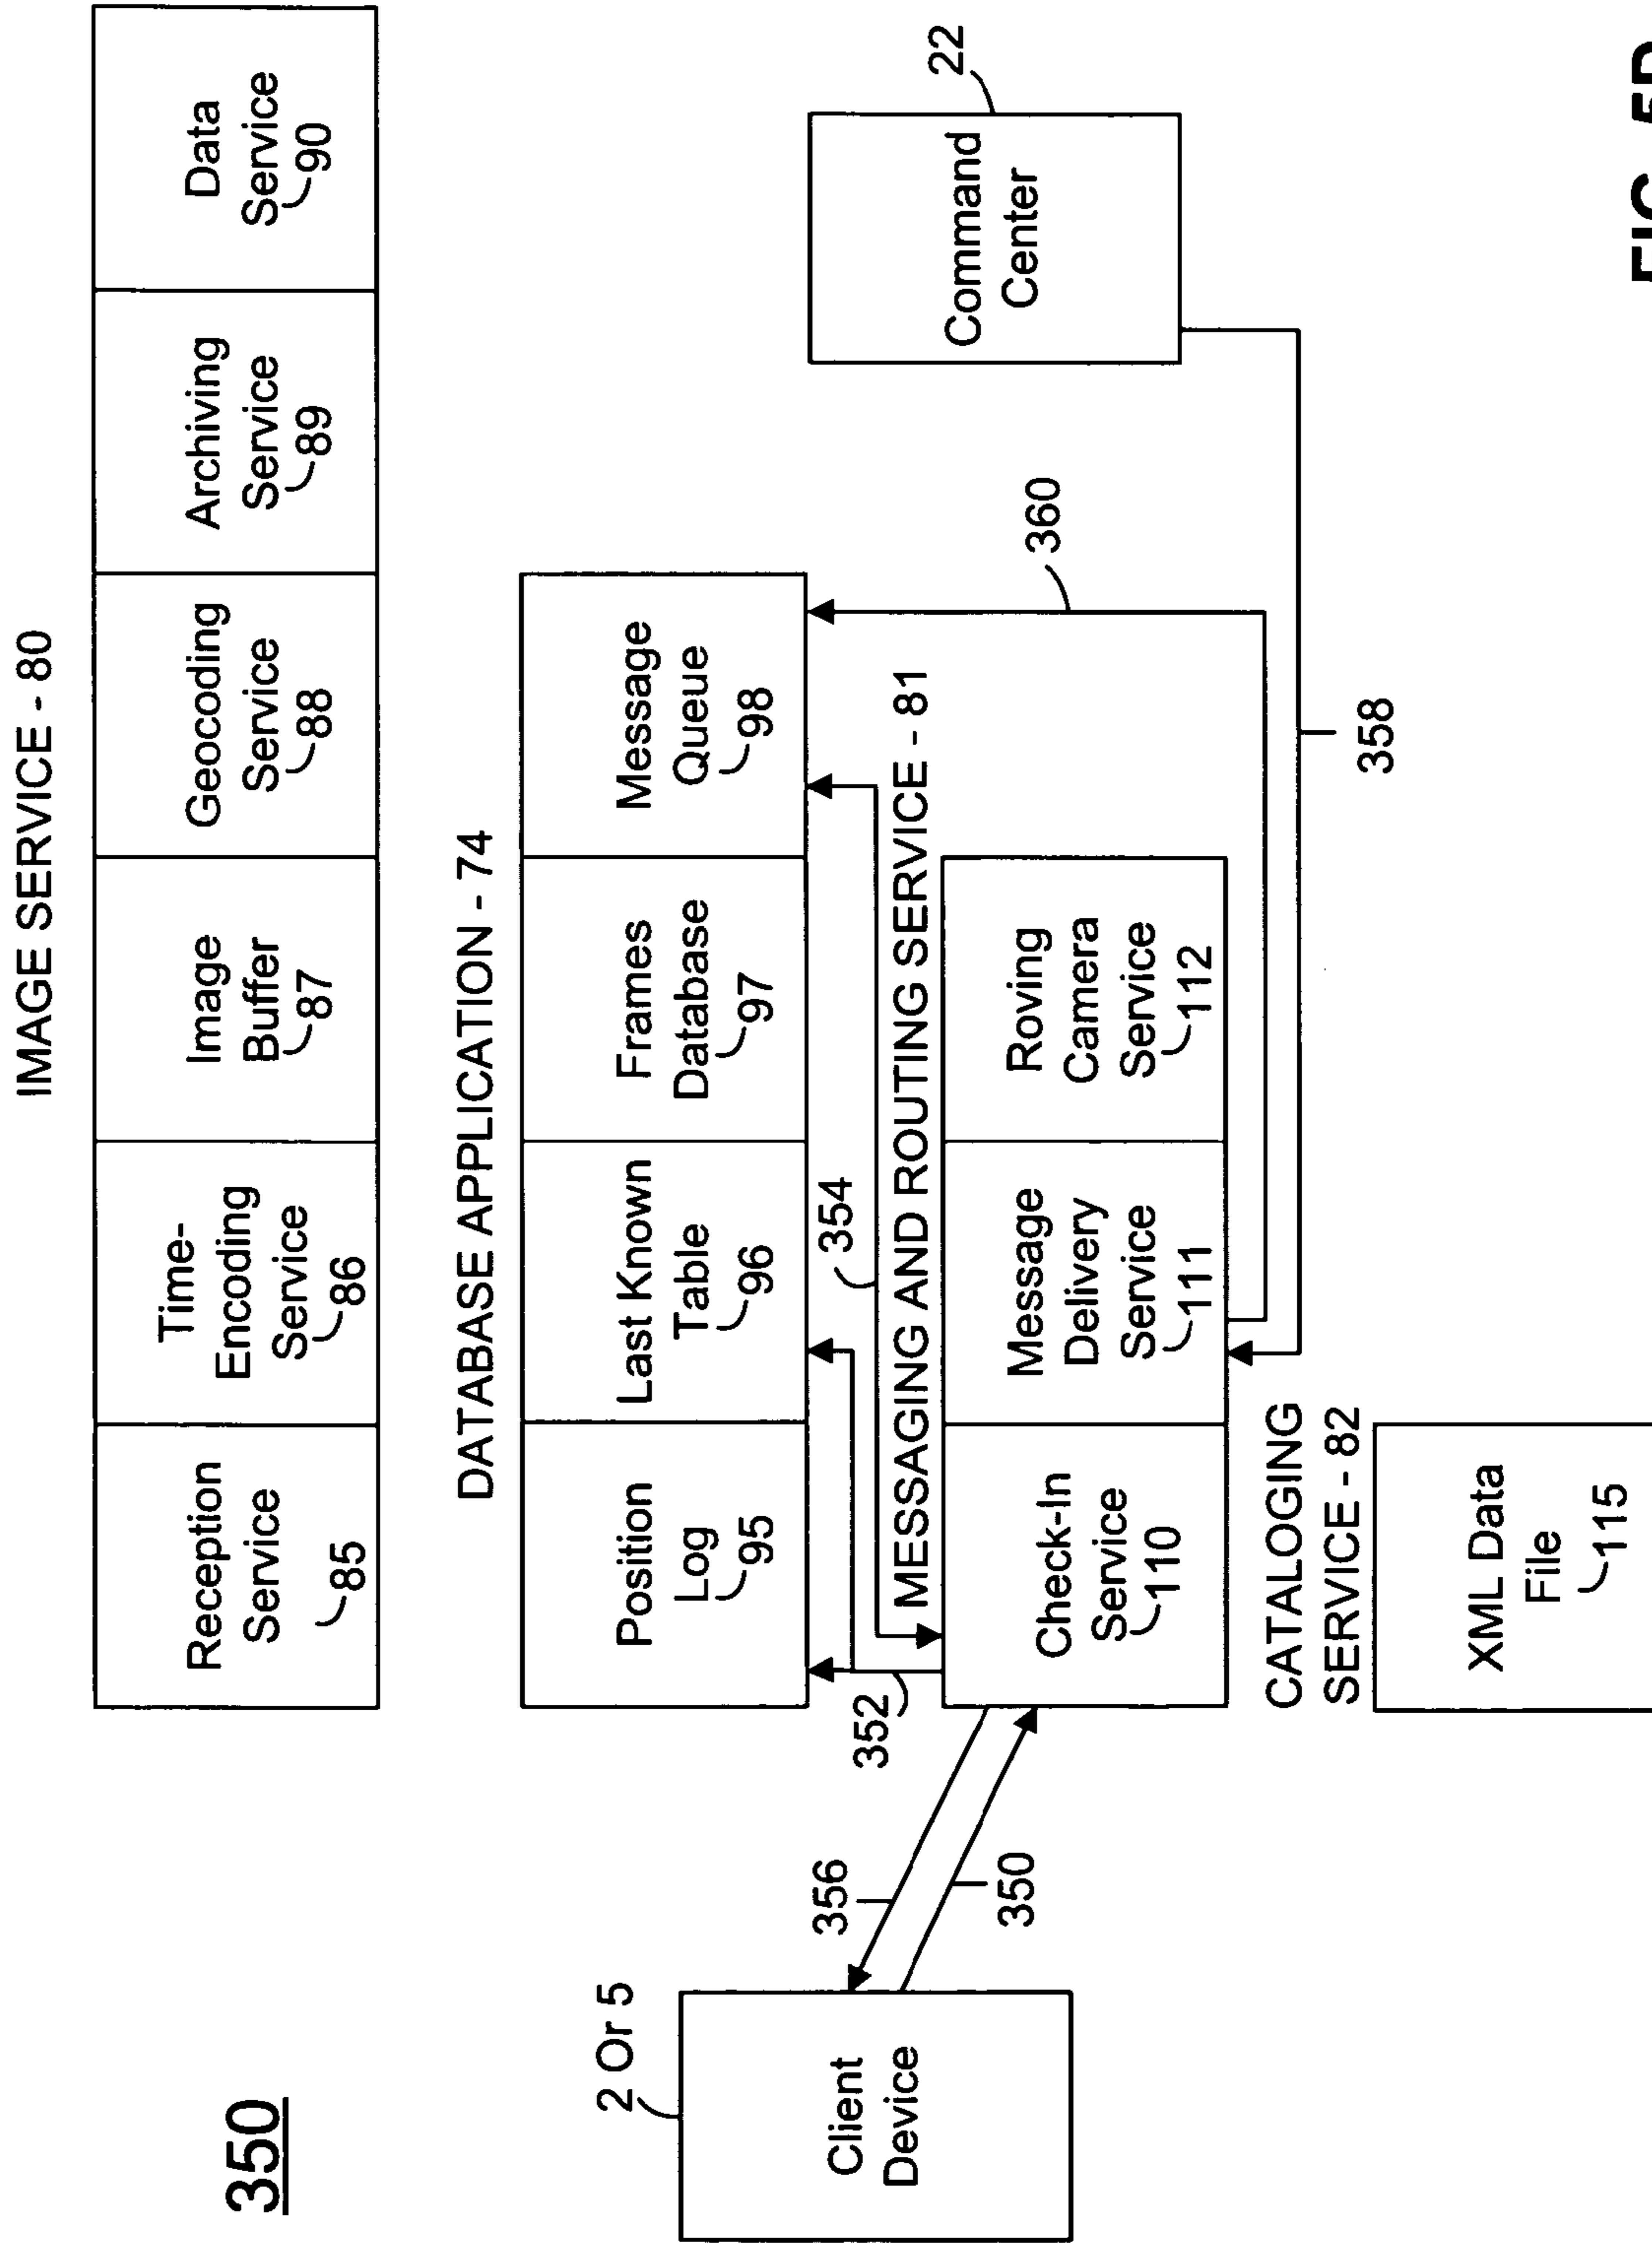 350
IMAGE SERVICE - 80
Reception
Service
85
Time-
Encoding
Service
86
Image
Buffer
87
Geocoding
Service
88
Archiving
Service
89
Data
Service
90
DATABASE APPLICATION - 74
Position
Log
95
Last Known
Table
96
Frames
Database
97
Message
Queue
98
2 Or 5
Client
Device
356
350
352
354
MESSAGING AND ROUTING SERVICE - 81
Check-In
Service
110
Message
Delivery
Service
111
Roving
Camera
Service
112
360
22
Command
Center
358
CATALOGING
SERVICE - 82
XML Data
File
115